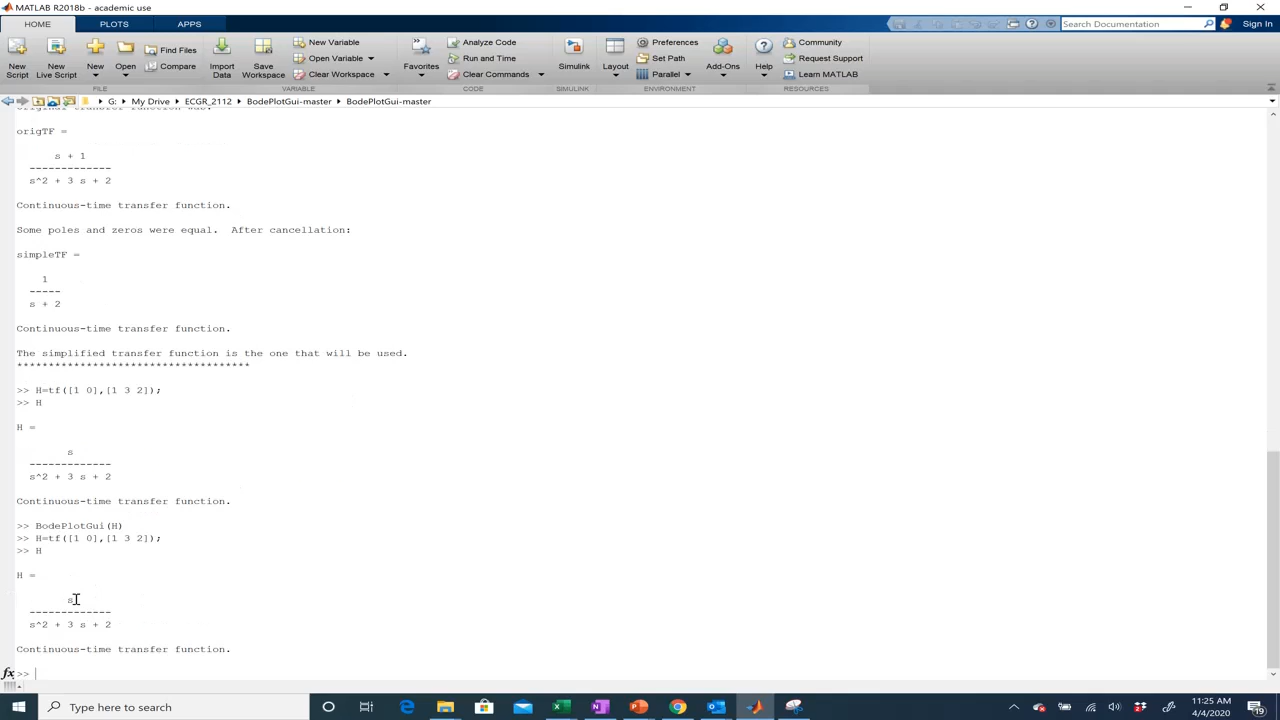 MATLAB R2018b - academic use
HOME PLOTS APPS
Search Documentation
Sign In
New Script
New Live Script
New
Open
Find Files
Compare
Import Data
Save Workspace
New Variable
Open Variable
Clear Workspace
Favorites
Analyze Code
Run and Time
Clear Commands
Simulink
Layout
Preferences
Set Path
Parallel
Add-Ons
Help
Community
Request Support
Learn MATLAB
FILE VARIABLE CODE SIMULINK ENVIRONMENT RESOURCES
G: My Drive ECGR_2112 BodePlotGui-master BodePlotGui-master
original transfer function was:
origTF =
s + 1
-------------
s^2 + 3 s + 2
Continuous-time transfer function.
Some poles and zeros were equal.  After cancellation:
simpleTF =
1
-----
s + 2
Continuous-time transfer function.
The simplified transfer function is the one that will be used.
*************************************
>> H=tf([1 0],[1 3 2]);
>> H
H =
s
-------------
s^2 + 3 s + 2
Continuous-time transfer function.
>> BodePlotGui(H)
>> H=tf([1 0],[1 3 2]);
>> H
H =
s
-------------
s^2 + 3 s + 2
Continuous-time transfer function.
fx >>
Type here to search
11:25 AM
4/4/2020
19